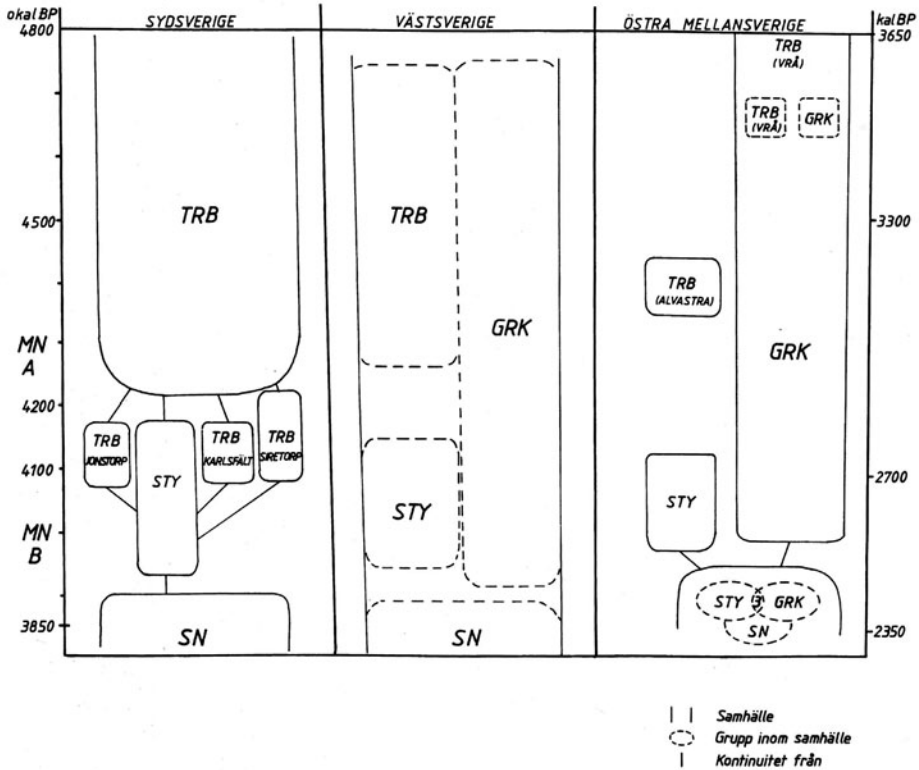 okal BP
SYDSVERIGE
VÄSTSVERIGE
ÖSTRA MELLANSVERIGE
kal BP
4800
3650
TRB
(VRÅ)
TRB
(VRÅ)
GRK
TRB
TRB
4500
3300
TRB
(ALVASTRA)
GRK
GRK
MN
A
4200
TRB
JONSTORP
STY
TRB
KARLSFÄLT
TRB
SIRETORP
4100
2700
STY
STY
MN
B
STY
GRK
SN
3850
SN
SN
2350
Samhälle
Grupp inom samhälle
Kontinuitet från